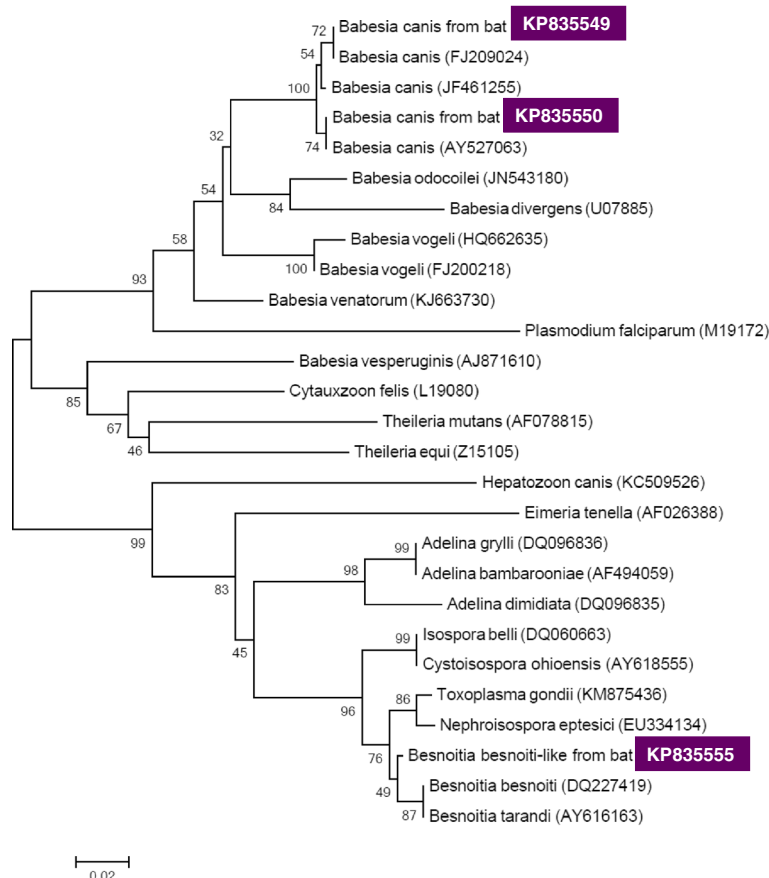 72 Babesia canis from bat KP835549
54 Babesia canis (FJ209024)
100 Babesia canis (JF461255)
Babesia canis from bat KP835550
74 Babesia canis (AY527063)
32
Babesia odocoilei (JN543180)
84 Babesia divergens (U07885)
54
Babesia vogeli (HQ662635)
58
100 Babesia vogeli (FJ200218)
93
Babesia venatorum (KJ663730)
Plasmodium falciparum (M19172)
Babesia vesperuginis (AJ871610)
85 Cytauxzoon felis (L19080)
67 Theileria mutans (AF078815)
46 Theileria equi (Z15105)
Hepatozoon canis (KC509526)
Eimeria tenella (AF026388)
99
99 Adelina grylli (DQ096836)
98 Adelina bambarooniae (AF494059)
83
Adelina dimidiata (DQ096835)
99 Isospora belli (DQ060663)
45
Cystoisospora ohioensis (AY618555)
86 Toxoplasma gondii (KM875436)
96
Nephroisospora eptesici (EU334134)
76 Besnoitia besnoiti-like from bat KP835555
49 Besnoitia besnoiti (DQ227419)
87 Besnoitia tarandi (AY616163)
0.02